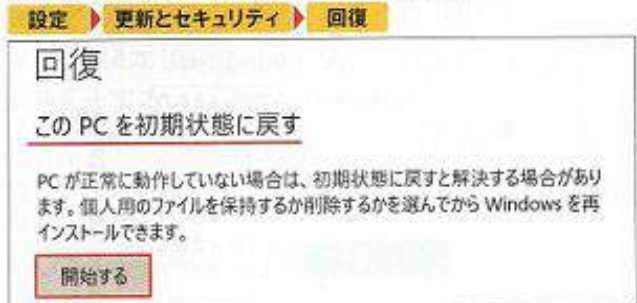 設定 更新とセキュリティ 回復
回復
この PC を初期状態に戻す
PC が正常に動作していない場合は、初期状態に戻すと解決する場合があり
ます。個人用のファイルを保持するか削除するかを選んでから Windows を再
インストールできます。
開始する